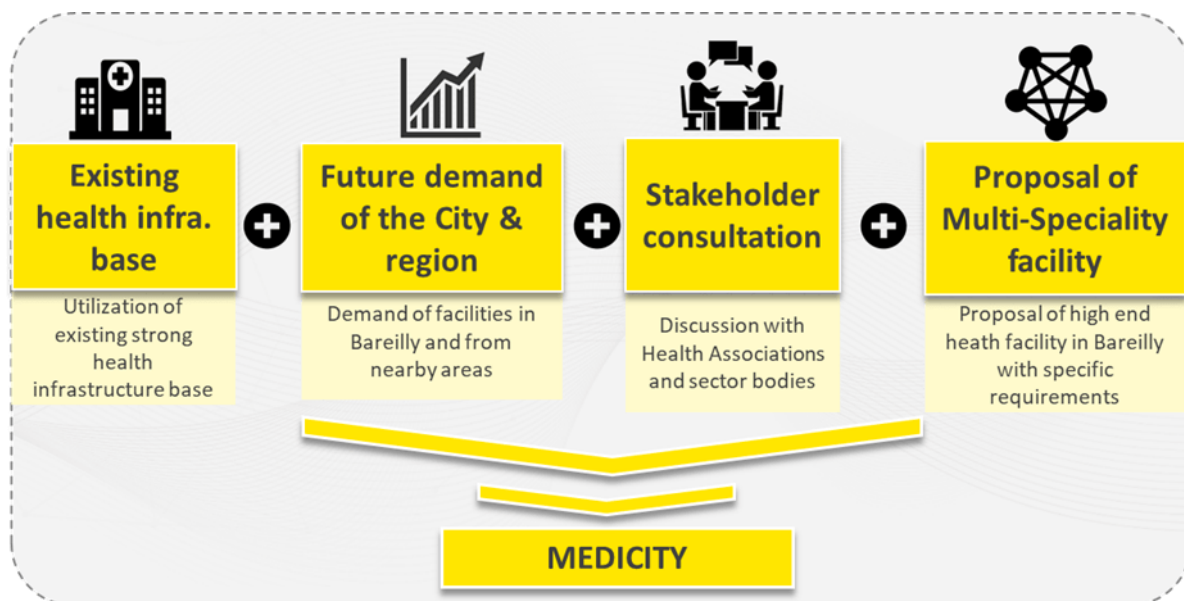 Existing
health infra.
base
Future demand
of the City &
region
Stakeholder
consultation
Proposal of
Multi-Speciality
facility
Utilization of
existing strong
health
infrastructure base
Demand of facilities in
Bareilly and from
nearby areas
Discussion with
Health Associations
and sector bodies
Proposal of high end
heath facility in Bareilly
with specific
requirements
MEDICITY